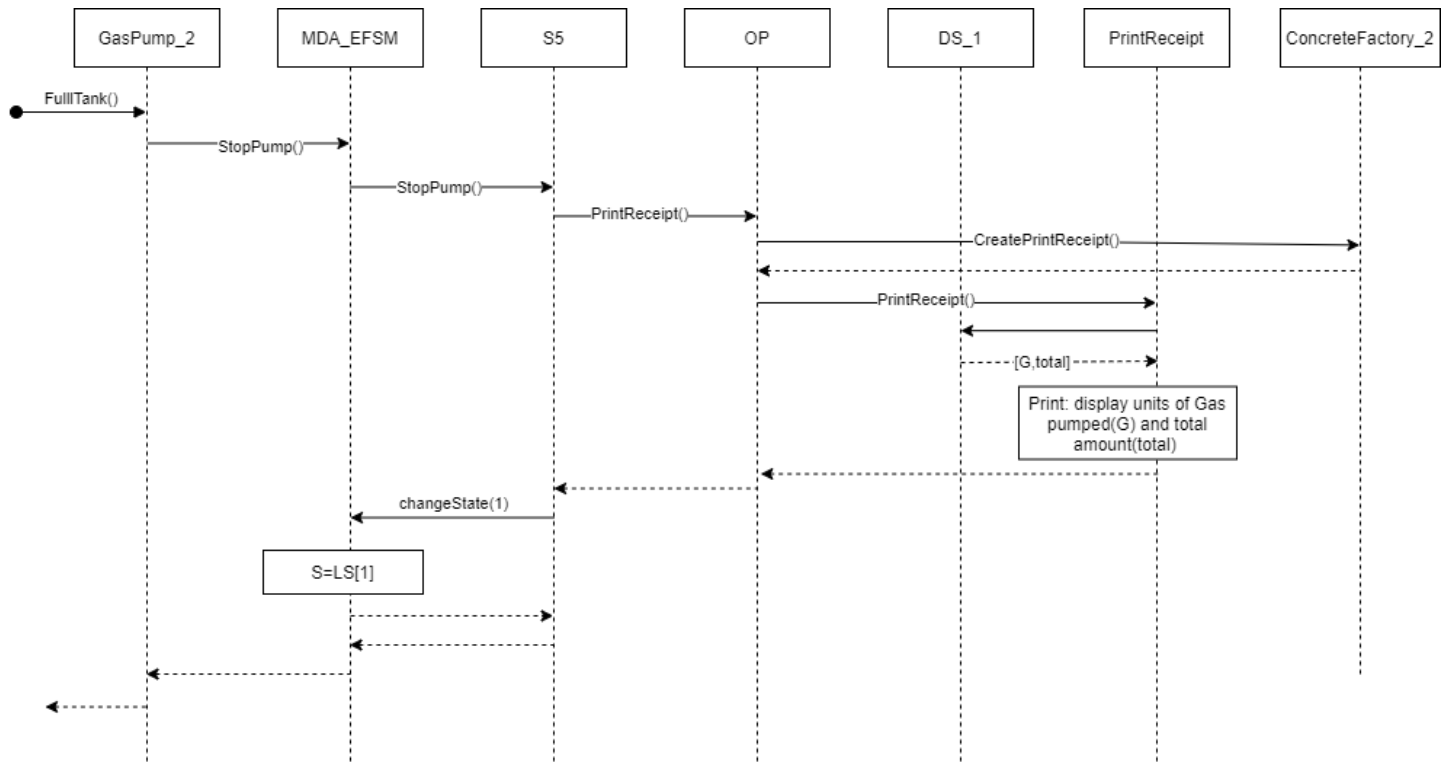 GasPump_2
MDA_EFSM
S5
OP
DS_1
PrintReceipt
ConcreteFactory_2
FulllTank()
StopPump()
StopPump()
PrintReceipt()
CreatePrintReceipt()
PrintReceipt()
[G,total]
Print: display units of Gas
pumped(G) and total
amount(total)
changeState(1)
S=LS[1]